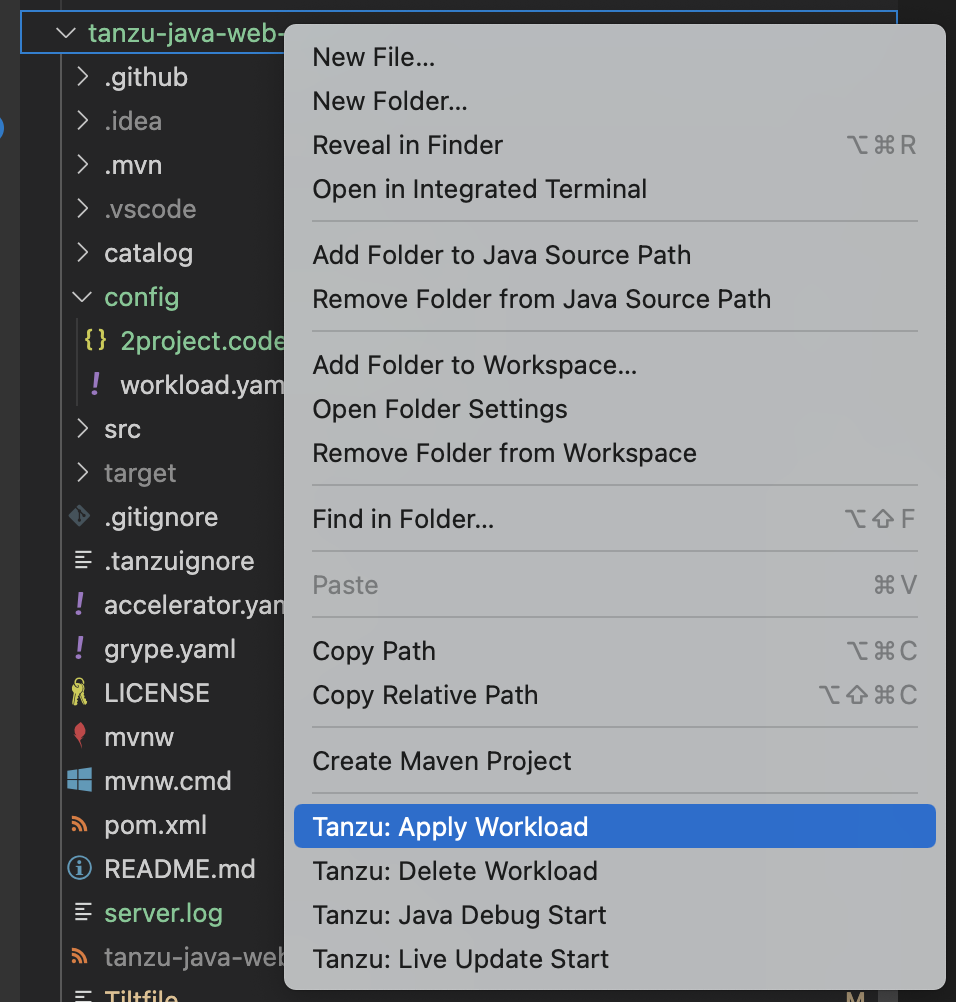 tanzu-java-web-
.github
.idea
.mvn
.vscode
catalog
config
2project.code
workload.yam
src
target
.gitignore
.tanzuignore
accelerator.yam
grype.yaml
LICENSE
mvnw
mvnw.cmd
pom.xml
README.md
server.log
tanzu-java-web
Tiltfile
M
New File...
New Folder...
Reveal in Finder ⌥⌘R
Open in Integrated Terminal
Add Folder to Java Source Path
Remove Folder from Java Source Path
Add Folder to Workspace...
Open Folder Settings
Remove Folder from Workspace
Find in Folder... ⌥⇧F
Paste ⌘V
Copy Path ⌥⌘C
Copy Relative Path ⌥⇧⌘C
Create Maven Project
Tanzu: Apply Workload
Tanzu: Delete Workload
Tanzu: Java Debug Start
Tanzu: Live Update Start